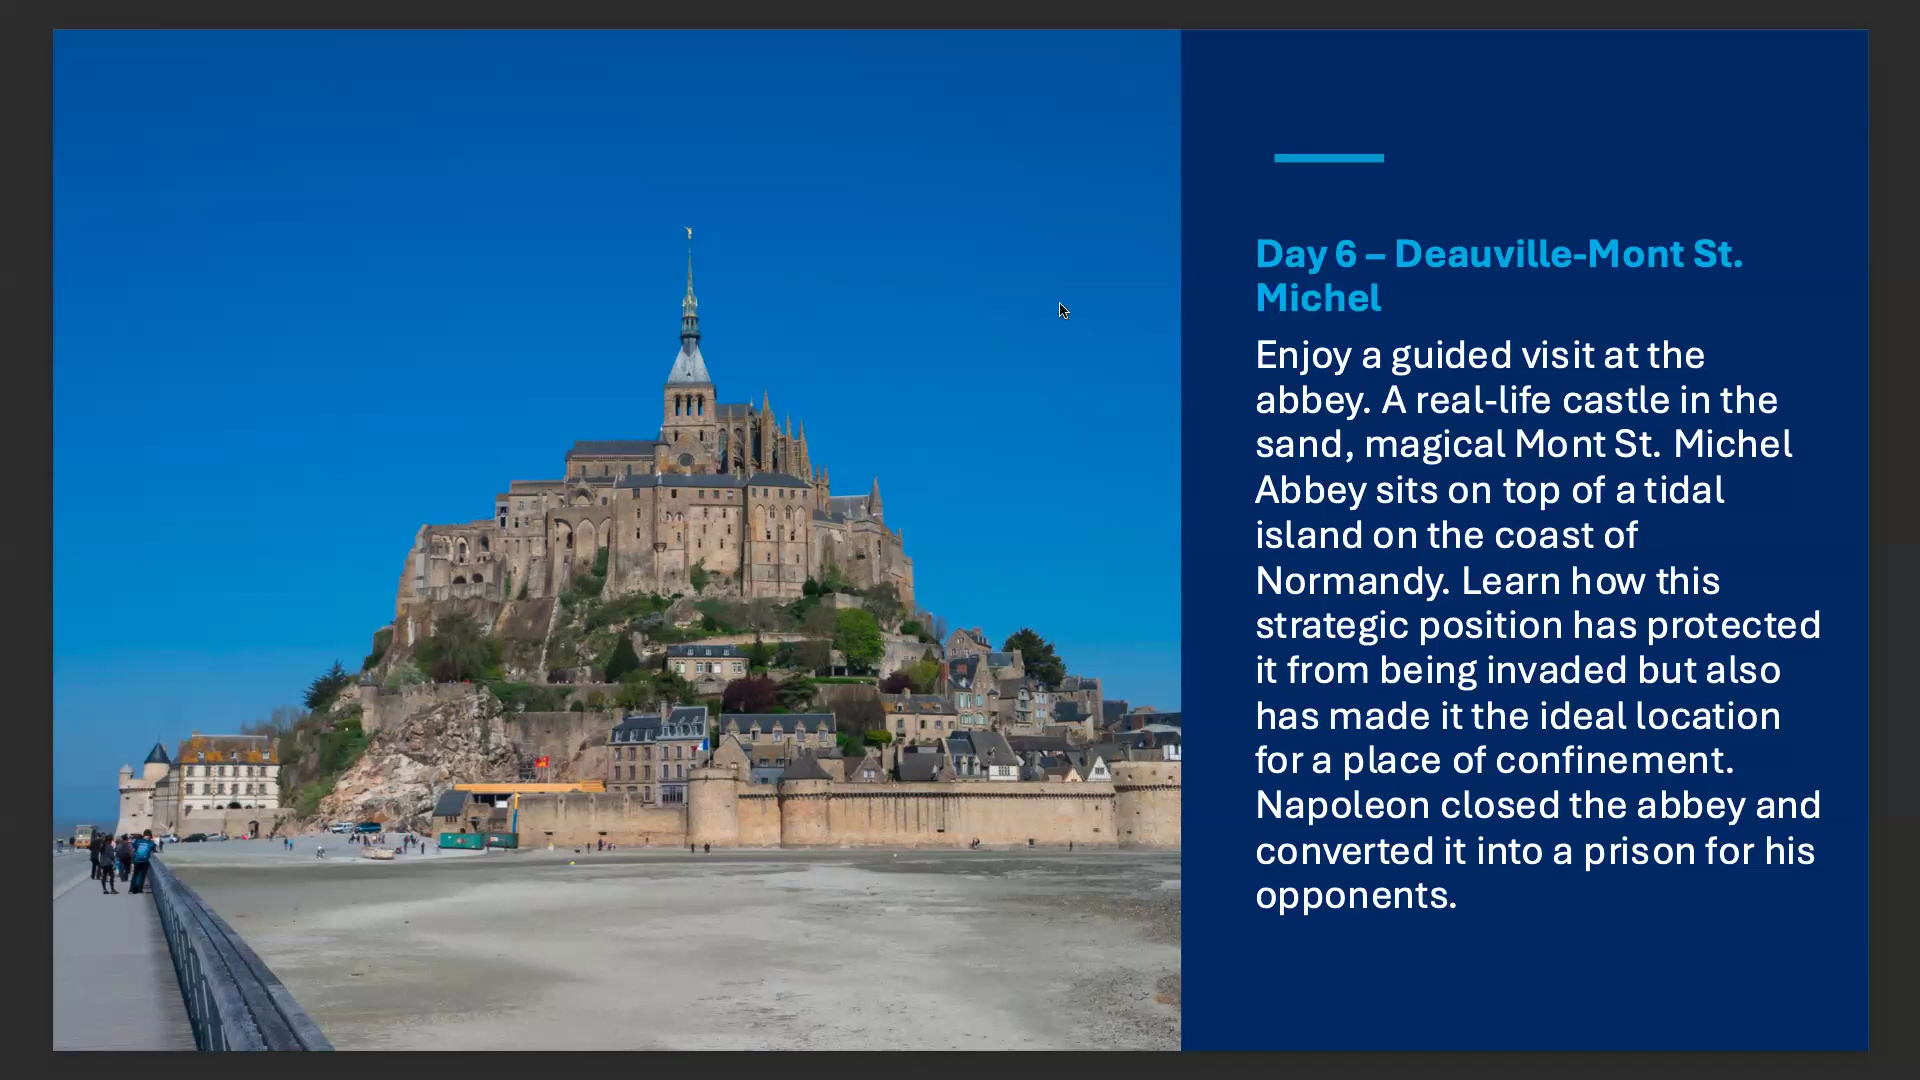 Day 6 – Deauville-Mont St.
Michel
Enjoy a guided visit at the
abbey. A real-life castle in the
sand, magical Mont St. Michel
Abbey sits on top of a tidal
island on the coast of
Normandy. Learn how this
strategic position has protected
it from being invaded but also
has made it the ideal location
for a place of confinement.
Napoleon closed the abbey and
converted it into a prison for his
opponents.